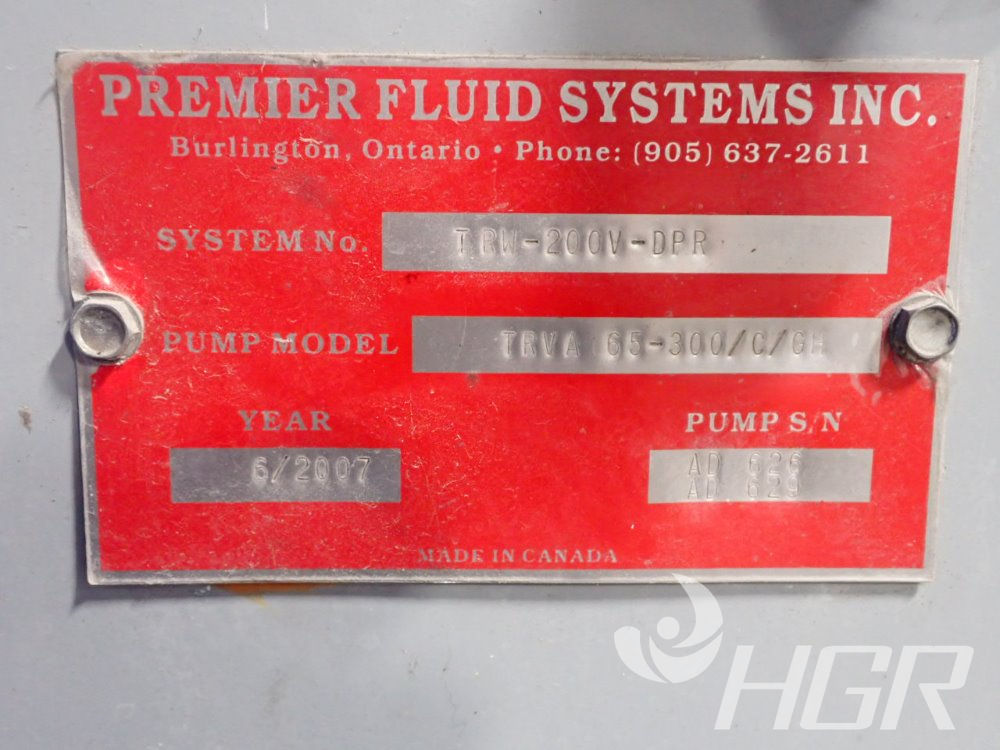 PREMIER FLUID SYSTEMS INC.
Burlington, Ontario • Phone: (905) 637-2611
SYSTEM No. TRW-200V-DPR
PUMP MODEL TRVA 65-300/C/GH
YEAR PUMP S/N
6/2007 AD 626
AD 629
MADE IN CANADA
HGR